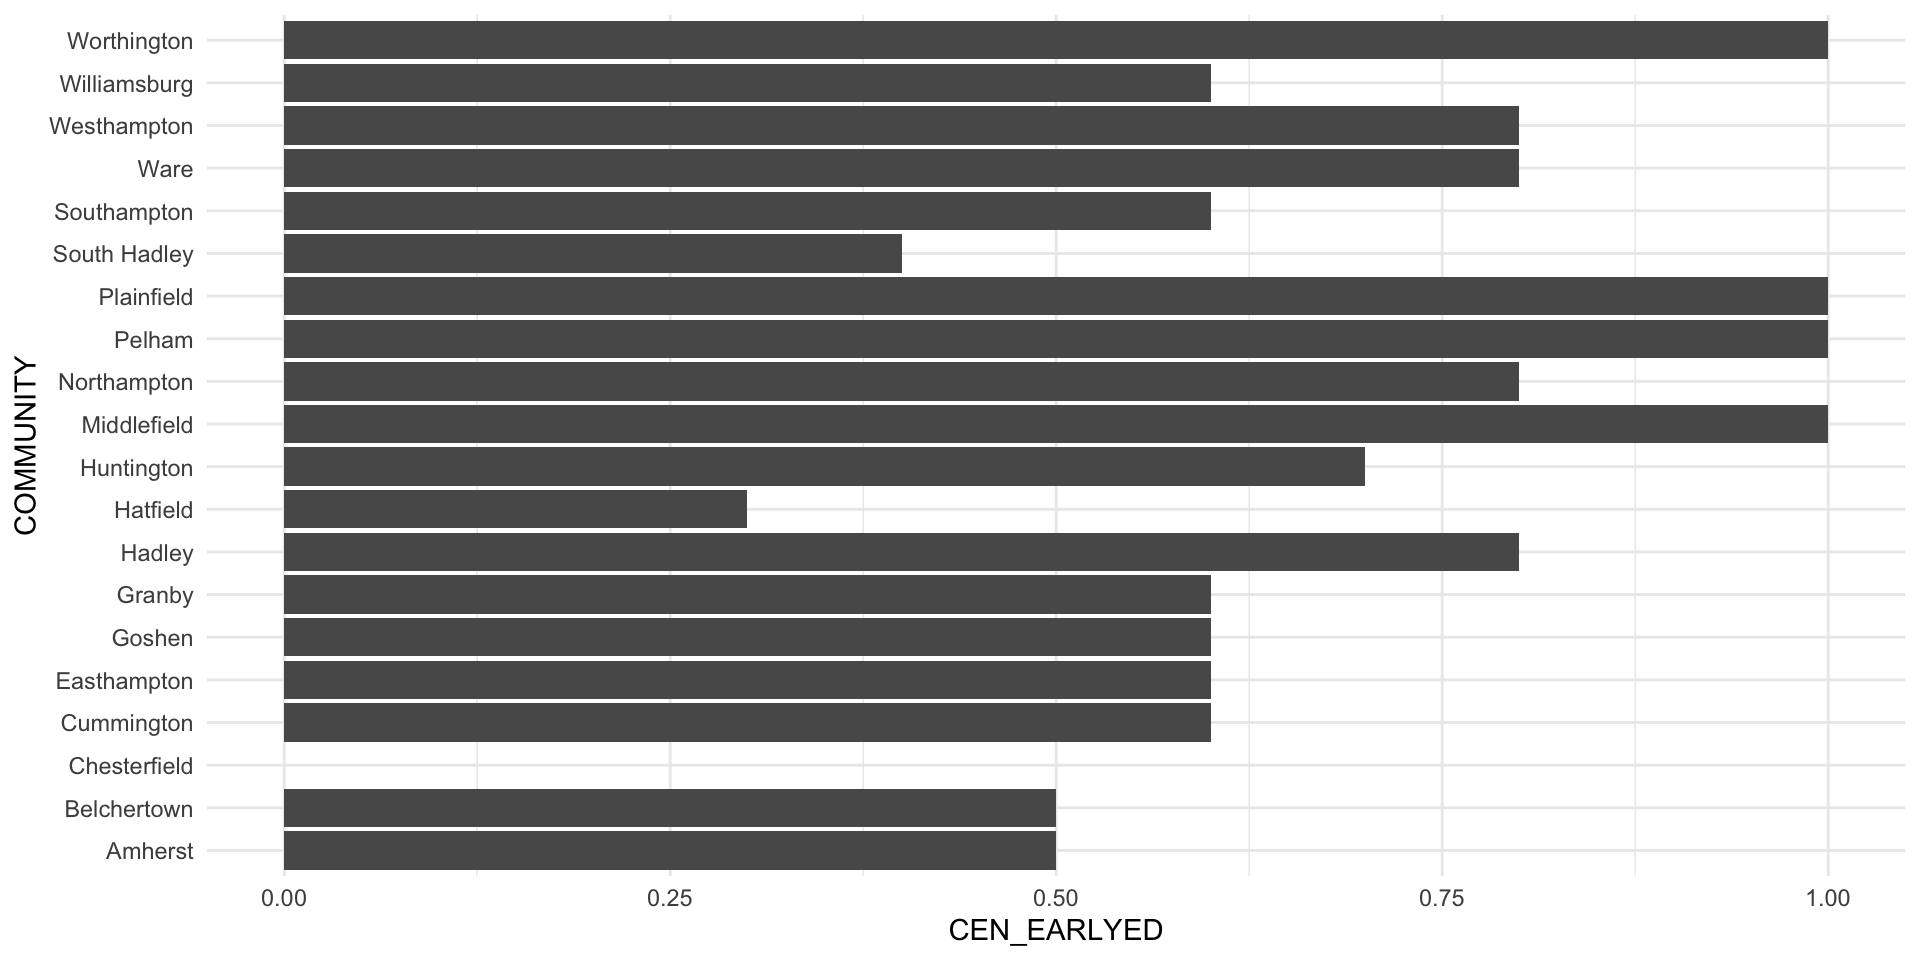 Worthington
Williamsburg
Westhampton
Ware
Southampton
South Hadley
Plainfield
Pelham
Northampton
Middlefield
Huntington
Hatfield
Hadley
Granby
Goshen
Easthampton
Cummington
Chesterfield
Belchertown
Amherst
COMMUNITY
0.00 0.25 0.50 0.75 1.00
CEN_EARLYED